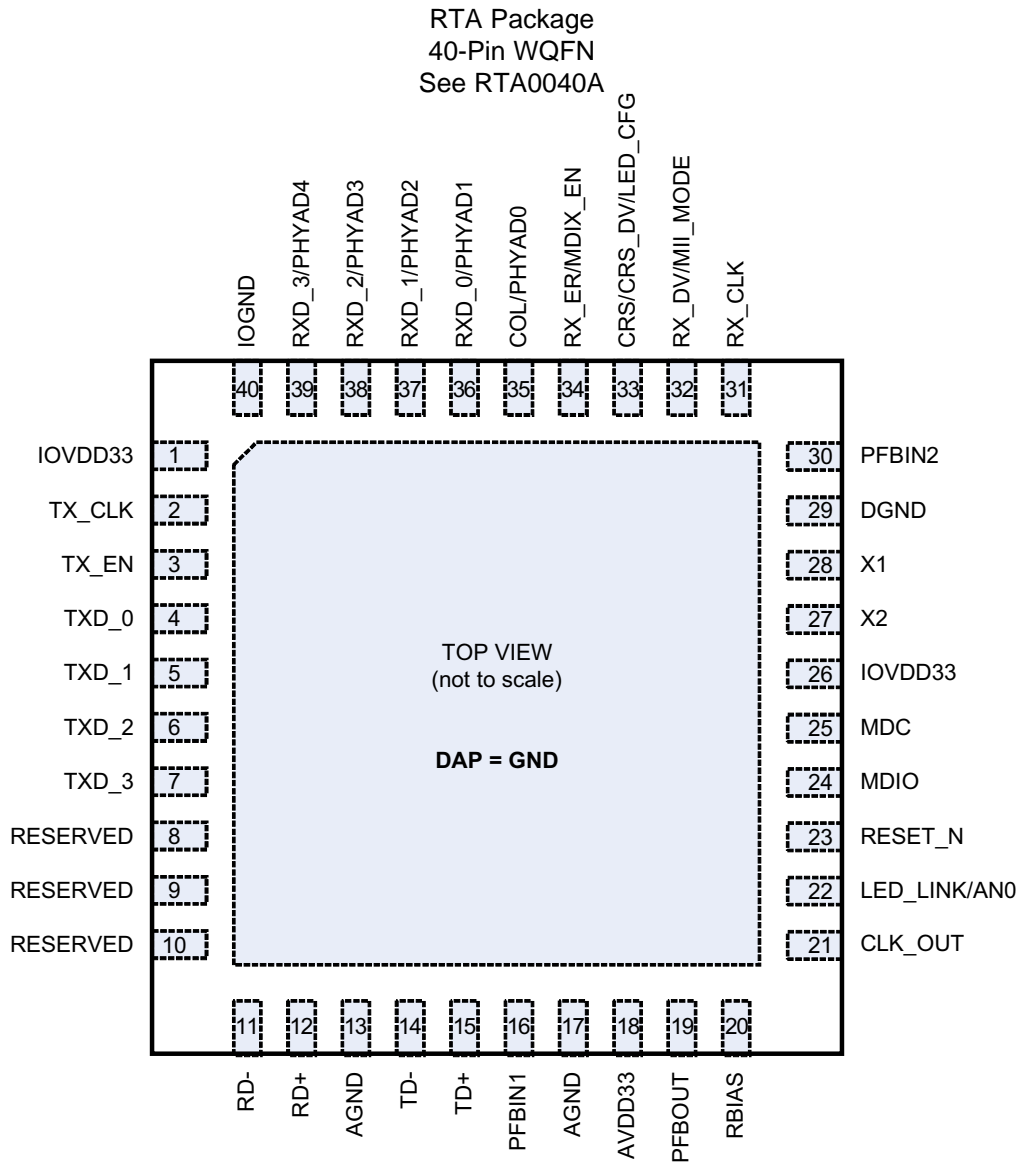 RTA Package
40-Pin WQFN
See RTA0040A
IOGND
RXD_3/PHYAD4
RXD_2/PHYAD3
RXD_1/PHYAD2
RXD_0/PHYAD1
COL/PHYAD0
RX_ER/MDIX_EN
CRS/CRS_DV/LED_CFG
RX_DV/MII_MODE
RX_CLK
40 39 38 37 36 35 34 33 32 31
IOVDD33 1
TX_CLK 2
TX_EN 3
TXD_0 4
TXD_1 5
TXD_2 6
TXD_3 7
RESERVED 8
RESERVED 9
RESERVED 10
TOP VIEW
(not to scale)
DAP = GND
30 PFBIN2
29 DGND
28 X1
27 X2
26 IOVDD33
25 MDC
24 MDIO
23 RESET_N
22 LED_LINK/AN0
21 CLK_OUT
11 12 13 14 15 16 17 18 19 20
RD-
RD+
AGND
TD-
TD+
PFBIN1
AGND
AVDD33
PFBOUT
RBIAS